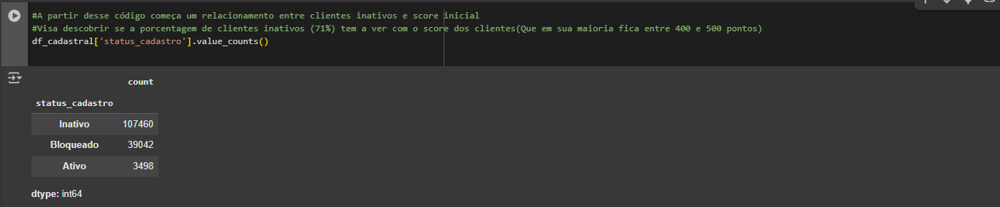 #A partir desse código começa um relacionamento entre clientes inativos e score inicial
#Visa descobrir se a porcentagem de clientes inativos (71%) tem a ver com o score dos clientes(Que em sua maioria fica entre 400 e 500 pontos)
df_cadastral['status_cadastro'].value_counts()
count
status_cadastro
Inativo 107460
Bloqueado 39042
Ativo 3498
dtype: int64